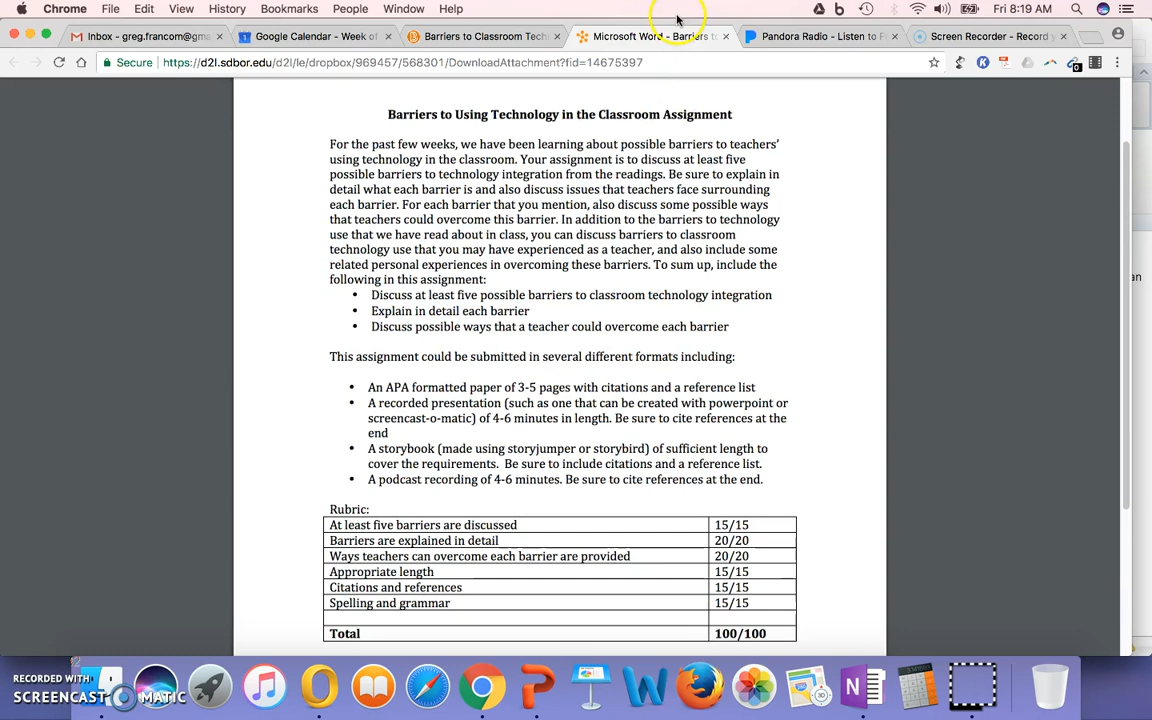 Chrome File Edit View History Bookmarks People Window Help Fri 8:19 AM
Inbox - greg.francom@gma Google Calendar - Week of Barriers to Classroom Tech Microsoft Word - Barriers to Pandora Radio - Listen to F Screen Recorder - Record y
Secure https://d2l.sdbor.edu/d2l/le/dropbox/969457/568301/DownloadAttachment?fid=14675397
Barriers to Using Technology in the Classroom Assignment
For the past few weeks, we have been learning about possible barriers to teachers'
using technology in the classroom. Your assignment is to discuss at least five
possible barriers to technology integration from the readings. Be sure to explain in
detail what each barrier is and also discuss issues that teachers face surrounding
each barrier. For each barrier that you mention, also discuss some possible ways
that teachers could overcome this barrier. In addition to the barriers to technology
use that we have read about in class, you can discuss barriers to classroom
technology use that you may have experienced as a teacher, and also include some
related personal experiences in overcoming these barriers. To sum up, include the
following in this assignment:
• Discuss at least five possible barriers to classroom technology integration
• Explain in detail each barrier
• Discuss possible ways that a teacher could overcome each barrier
This assignment could be submitted in several different formats including:
• An APA formatted paper of 3-5 pages with citations and a reference list
• A recorded presentation (such as one that can be created with powerpoint or
screencast-o-matic) of 4-6 minutes in length. Be sure to cite references at the
end
• A storybook (made using storyjumper or storybird) of sufficient length to
cover the requirements. Be sure to include citations and a reference list.
• A podcast recording of 4-6 minutes. Be sure to cite references at the end.
Rubric:
At least five barriers are discussed 15/15
Barriers are explained in detail 20/20
Ways teachers can overcome each barrier are provided 20/20
Appropriate length 15/15
Citations and references 15/15
Spelling and grammar 15/15
Total 100/100
an
RECORDED WITH
SCREENCAST MATIC